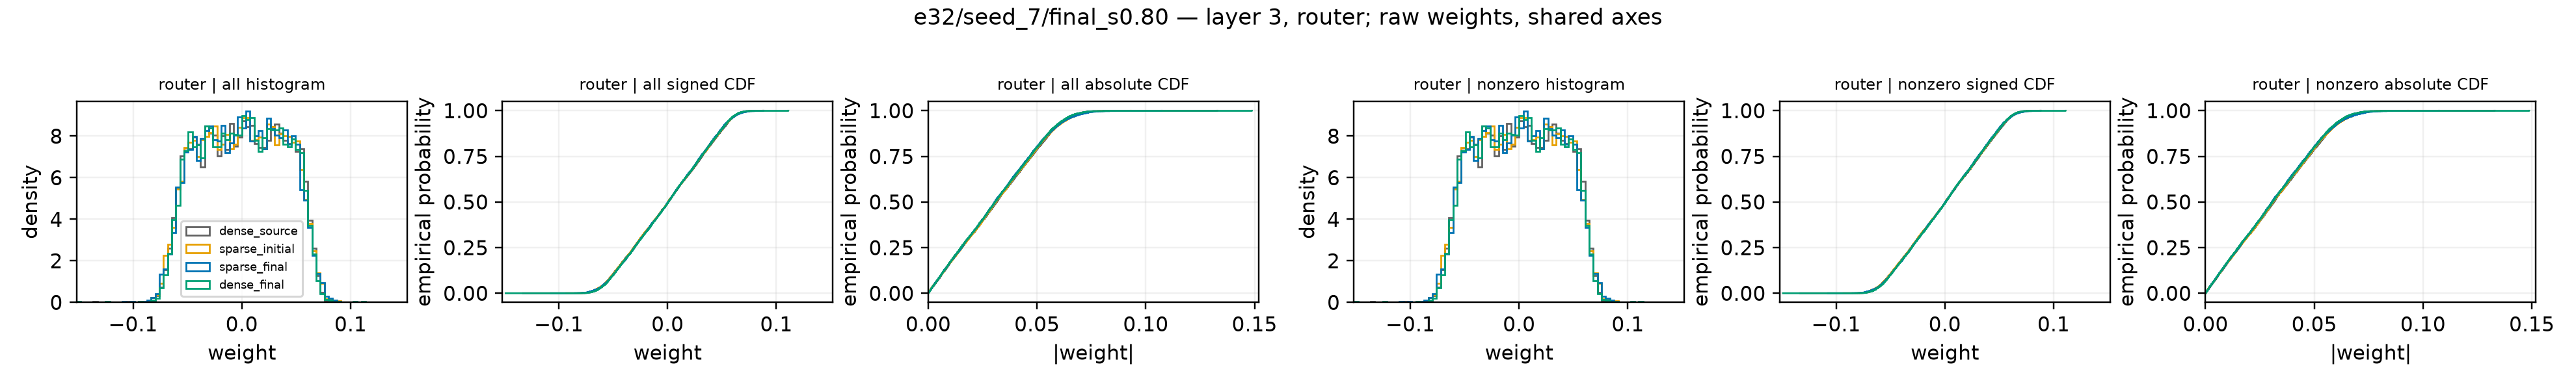 e32/seed_7/final_s0.80 — layer 3, router; raw weights, shared axes
router | all histogram
density
8
6
4
2
0
−0.1
0.0
0.1
weight
dense_source
sparse_initial
sparse_final
dense_final
router | all signed CDF
empirical probability
1.00
0.75
0.50
0.25
0.00
−0.1
0.0
0.1
weight
router | all absolute CDF
empirical probability
1.00
0.75
0.50
0.25
0.00
0.00
0.05
0.10
0.15
|weight|
router | nonzero histogram
density
8
6
4
2
0
−0.1
0.0
0.1
weight
router | nonzero signed CDF
empirical probability
1.00
0.75
0.50
0.25
0.00
−0.1
0.0
0.1
weight
router | nonzero absolute CDF
empirical probability
1.00
0.75
0.50
0.25
0.00
0.00
0.05
0.10
0.15
|weight|